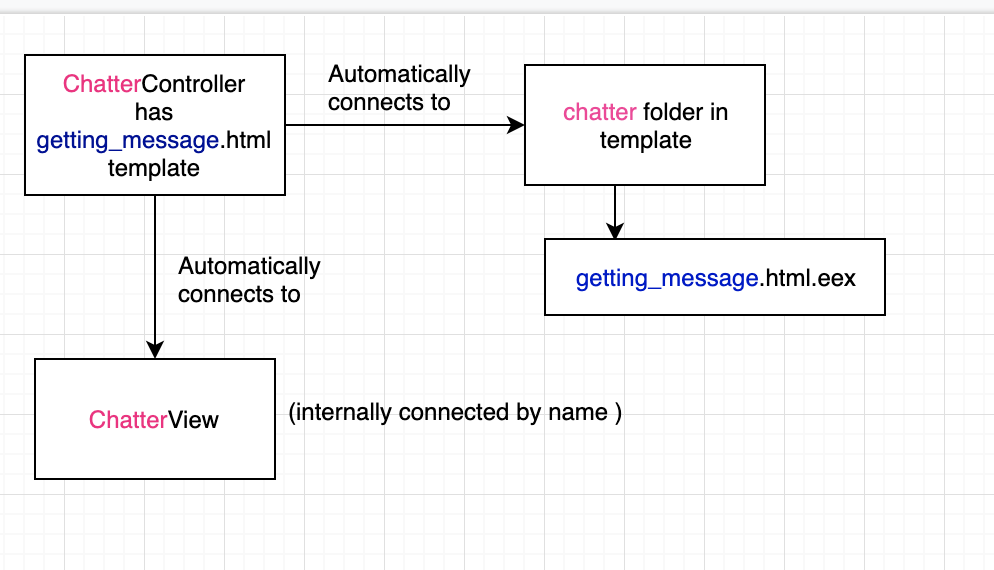 ChatterController
has
getting_message.html
template
Automatically
connects to
chatter folder in
template
getting_message.html.eex
Automatically
connects to
ChatterView
(internally connected by name )